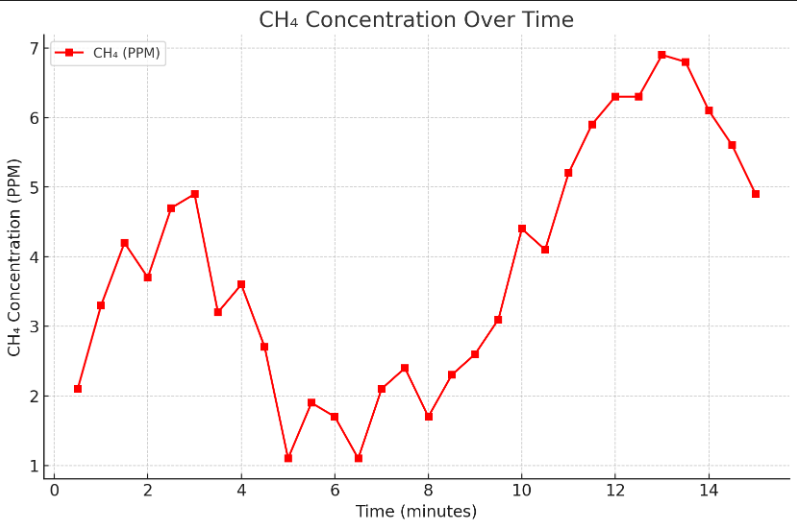 CH₄ Concentration Over Time
CH₄ (PPM)
7
6
5
4
3
2
1
CH₄ Concentration (PPM)
0 2 4 6 8 10 12 14
Time (minutes)